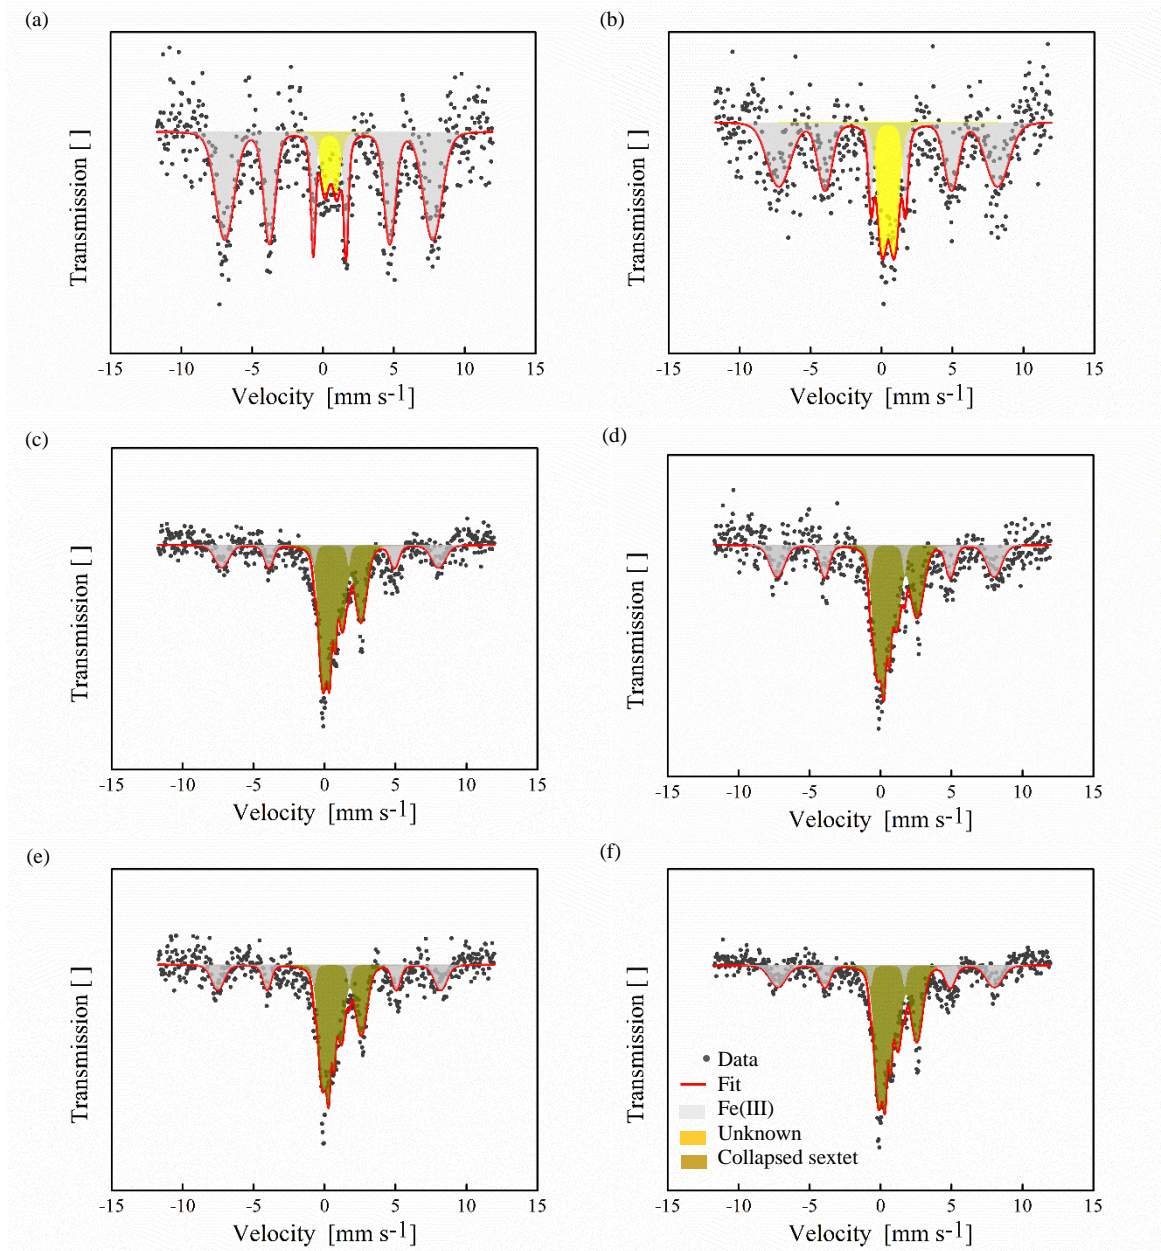 (a)
Transmission [ ]
-15 -10 -5 0 5 10 15
Velocity [mm s-1]
(b)
Transmission [ ]
-15 -10 -5 0 5 10 15
Velocity [mm s-1]
(c)
Transmission [ ]
-15 -10 -5 0 5 10 15
Velocity [mm s-1]
(d)
Transmission [ ]
-15 -10 -5 0 5 10 15
Velocity [mm s-1]
(e)
Transmission [ ]
-15 -10 -5 0 5 10 15
Velocity [mm s-1]
(f)
Transmission [ ]
Data
Fit
Fe(III)
Unknown
Collapsed sextet
-15 -10 -5 0 5 10 15
Velocity [mm s-1]